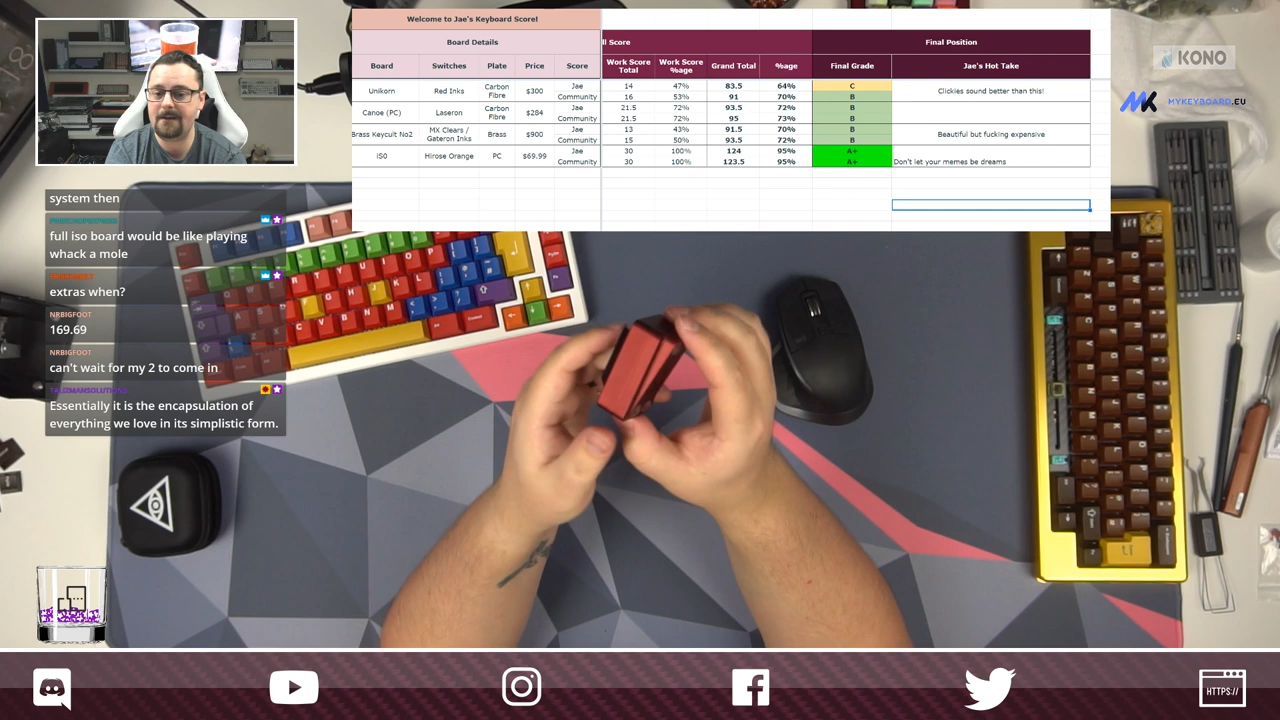 Welcome to Jae's Keyboard Score!
Board Details
ll Score
Final Position
Board Switches Plate Price Score Work Score Total Work Score %age Grand Total %age Final Grade Jae's Hot Take
Unikorn Red Inks Carbon Fibre $300 Jae 14 47% 83.5 64% C Clickies sound better than this!
Community 16 53% 91 70% B
Canoe (PC) Laseron Carbon Fibre $284 Jae 21.5 72% 93.5 72% B
Community 21.5 72% 95 73% B
Brass Keycult No2 MX Clears / Gateron Inks Brass $900 Jae 13 43% 91.5 70% B Beautiful but fucking expensive
Community 15 50% 93.5 72% B
IS0 Hirose Orange PC $69.99 Jae 30 100% 124 95% A+
Community 30 100% 123.5 95% A+ Don't let your memes be dreams
KONO
MYKEYBOARD.EU
system then
full iso board would be like playing
whack a mole
extras when?
NRBIGFOOT
169.69
NRBIGFOOT
can't wait for my 2 to come in
Essentially it is the encapsulation of
everything we love in its simplistic form.
HTTPS://